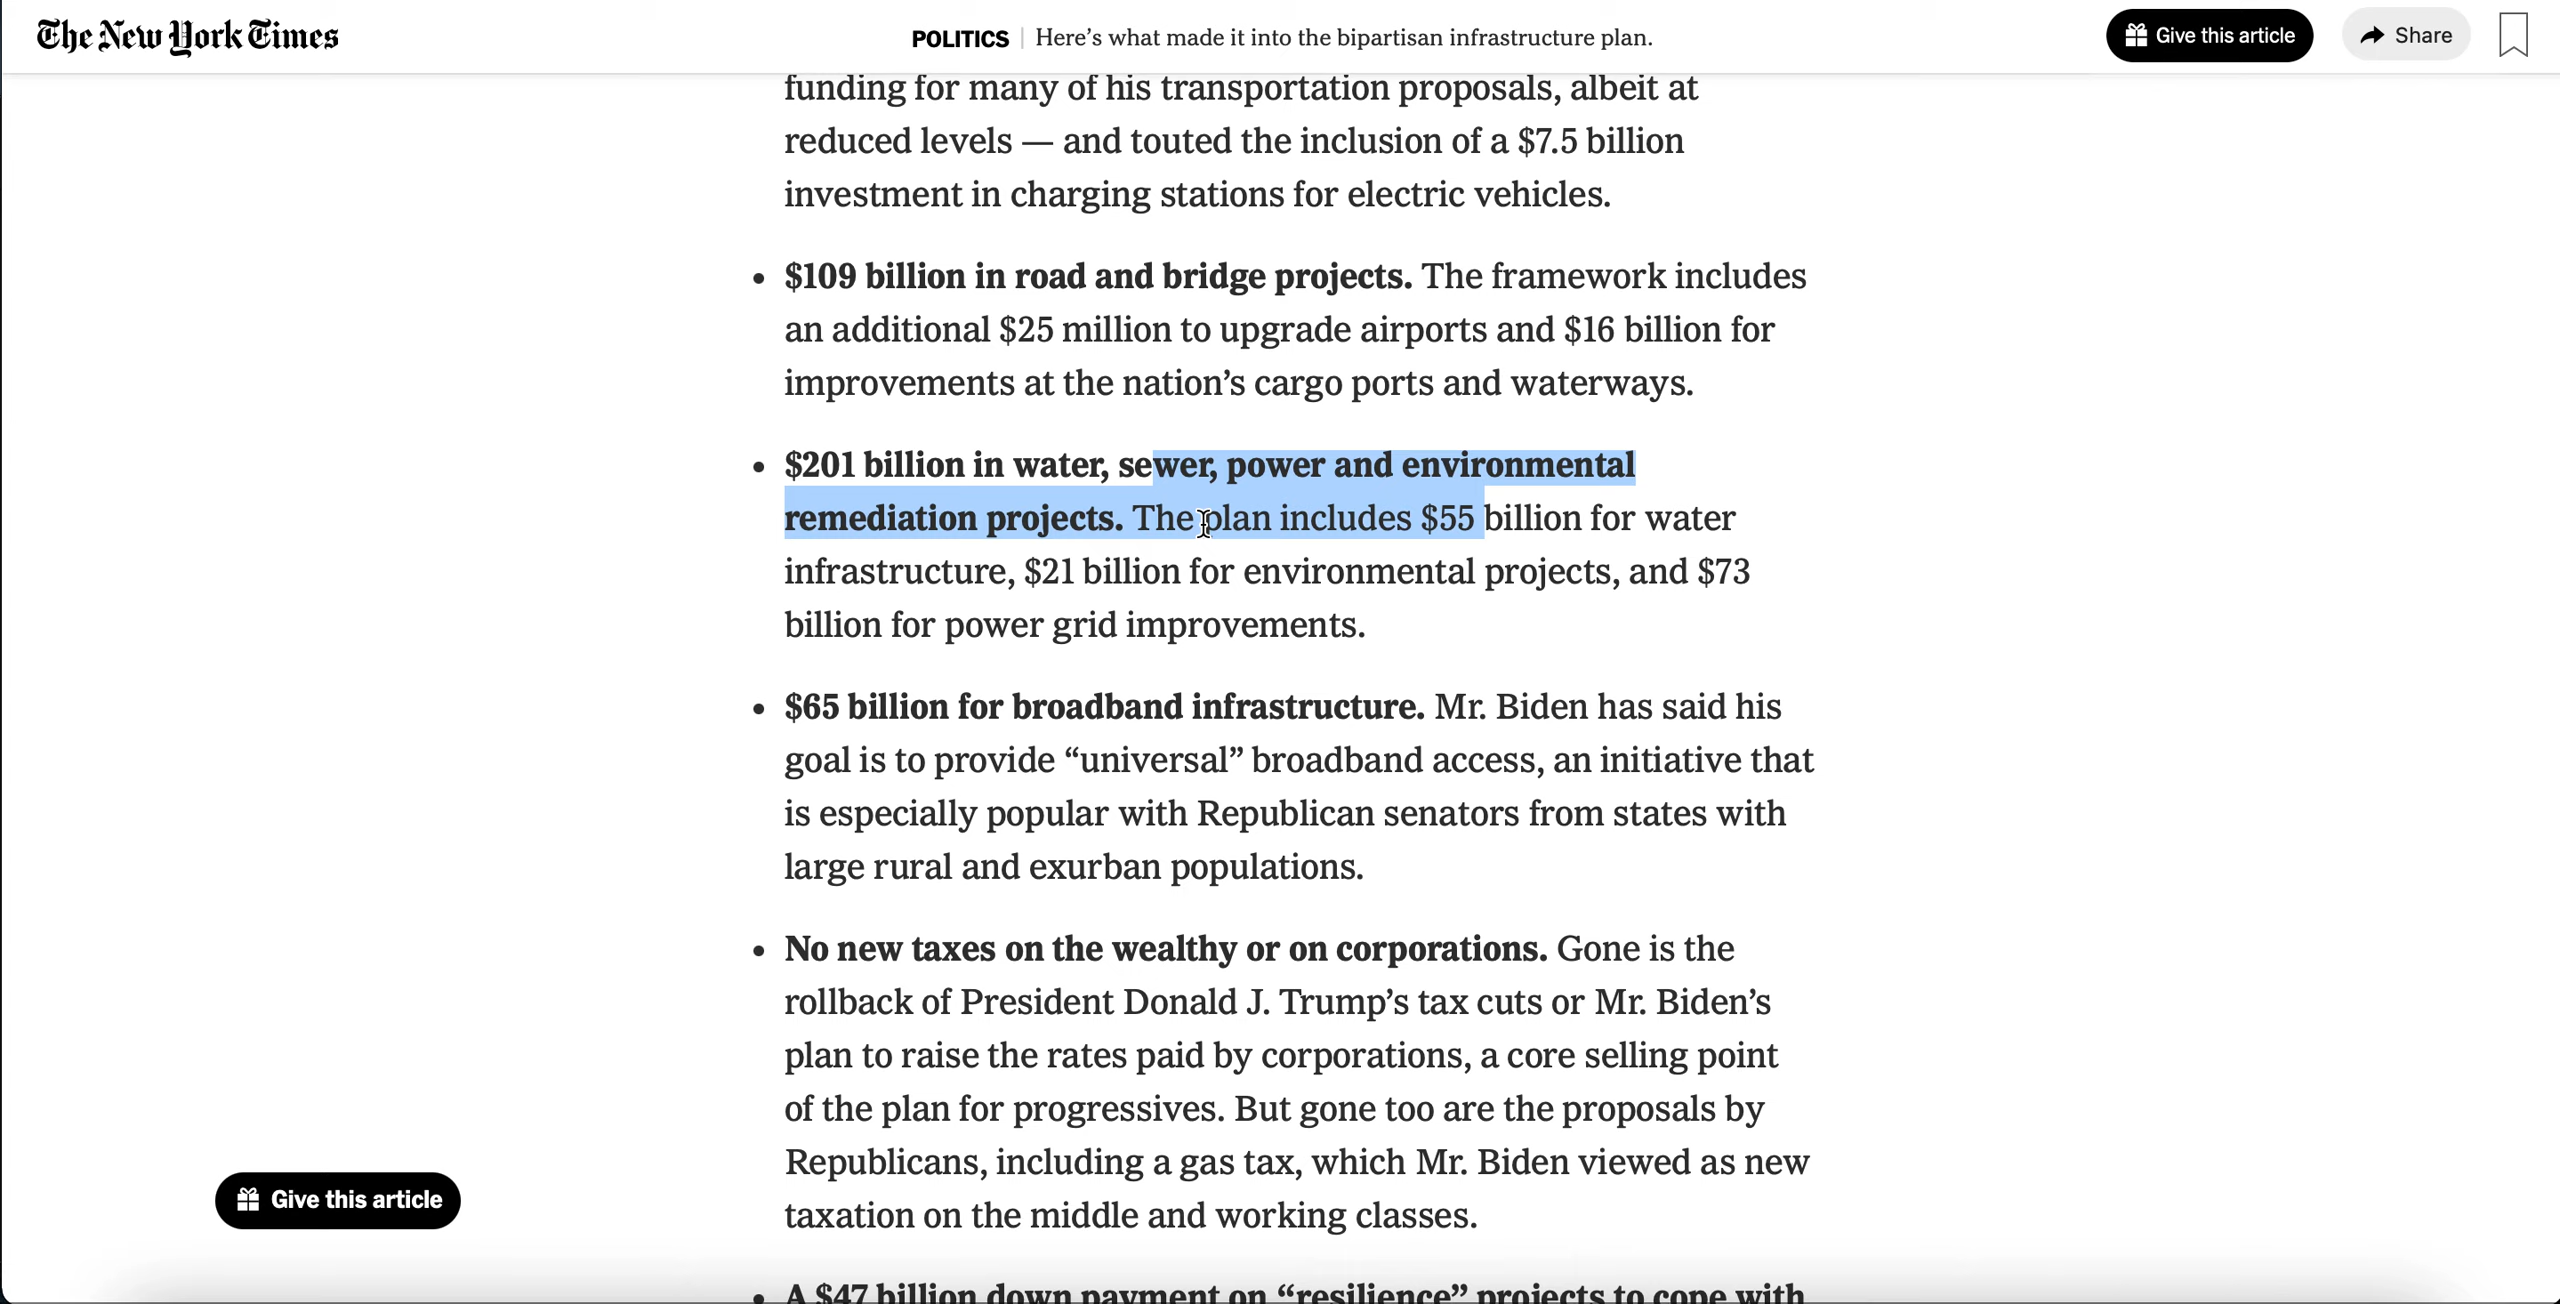 The New York Times
POLITICS | Here’s what made it into the bipartisan infrastructure plan.
Give this article
Share
funding for many of his transportation proposals, albeit at
reduced levels — and touted the inclusion of a $7.5 billion
investment in charging stations for electric vehicles.
• $109 billion in road and bridge projects. The framework includes
an additional $25 million to upgrade airports and $16 billion for
improvements at the nation’s cargo ports and waterways.
• $201 billion in water, sewer, power and environmental
remediation projects. The plan includes $55 billion for water
infrastructure, $21 billion for environmental projects, and $73
billion for power grid improvements.
• $65 billion for broadband infrastructure. Mr. Biden has said his
goal is to provide “universal” broadband access, an initiative that
is especially popular with Republican senators from states with
large rural and exurban populations.
• No new taxes on the wealthy or on corporations. Gone is the
rollback of President Donald J. Trump’s tax cuts or Mr. Biden’s
plan to raise the rates paid by corporations, a core selling point
of the plan for progressives. But gone too are the proposals by
Republicans, including a gas tax, which Mr. Biden viewed as new
taxation on the middle and working classes.
Give this article
• A $47 billion down payment on “resilience” projects to cope with